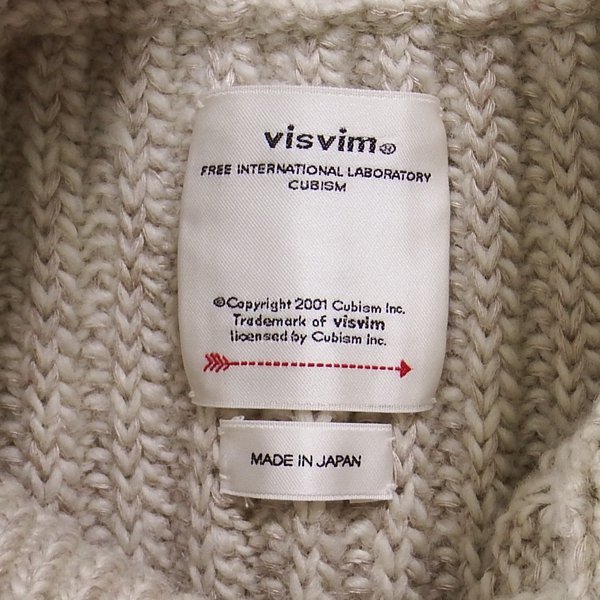 visvim®
FREE INTERNATIONAL LABORATORY
CUBISM
©Copyright 2001 Cubism Inc.
Trademark of visvim
licensed by Cubism Inc.
MADE IN JAPAN